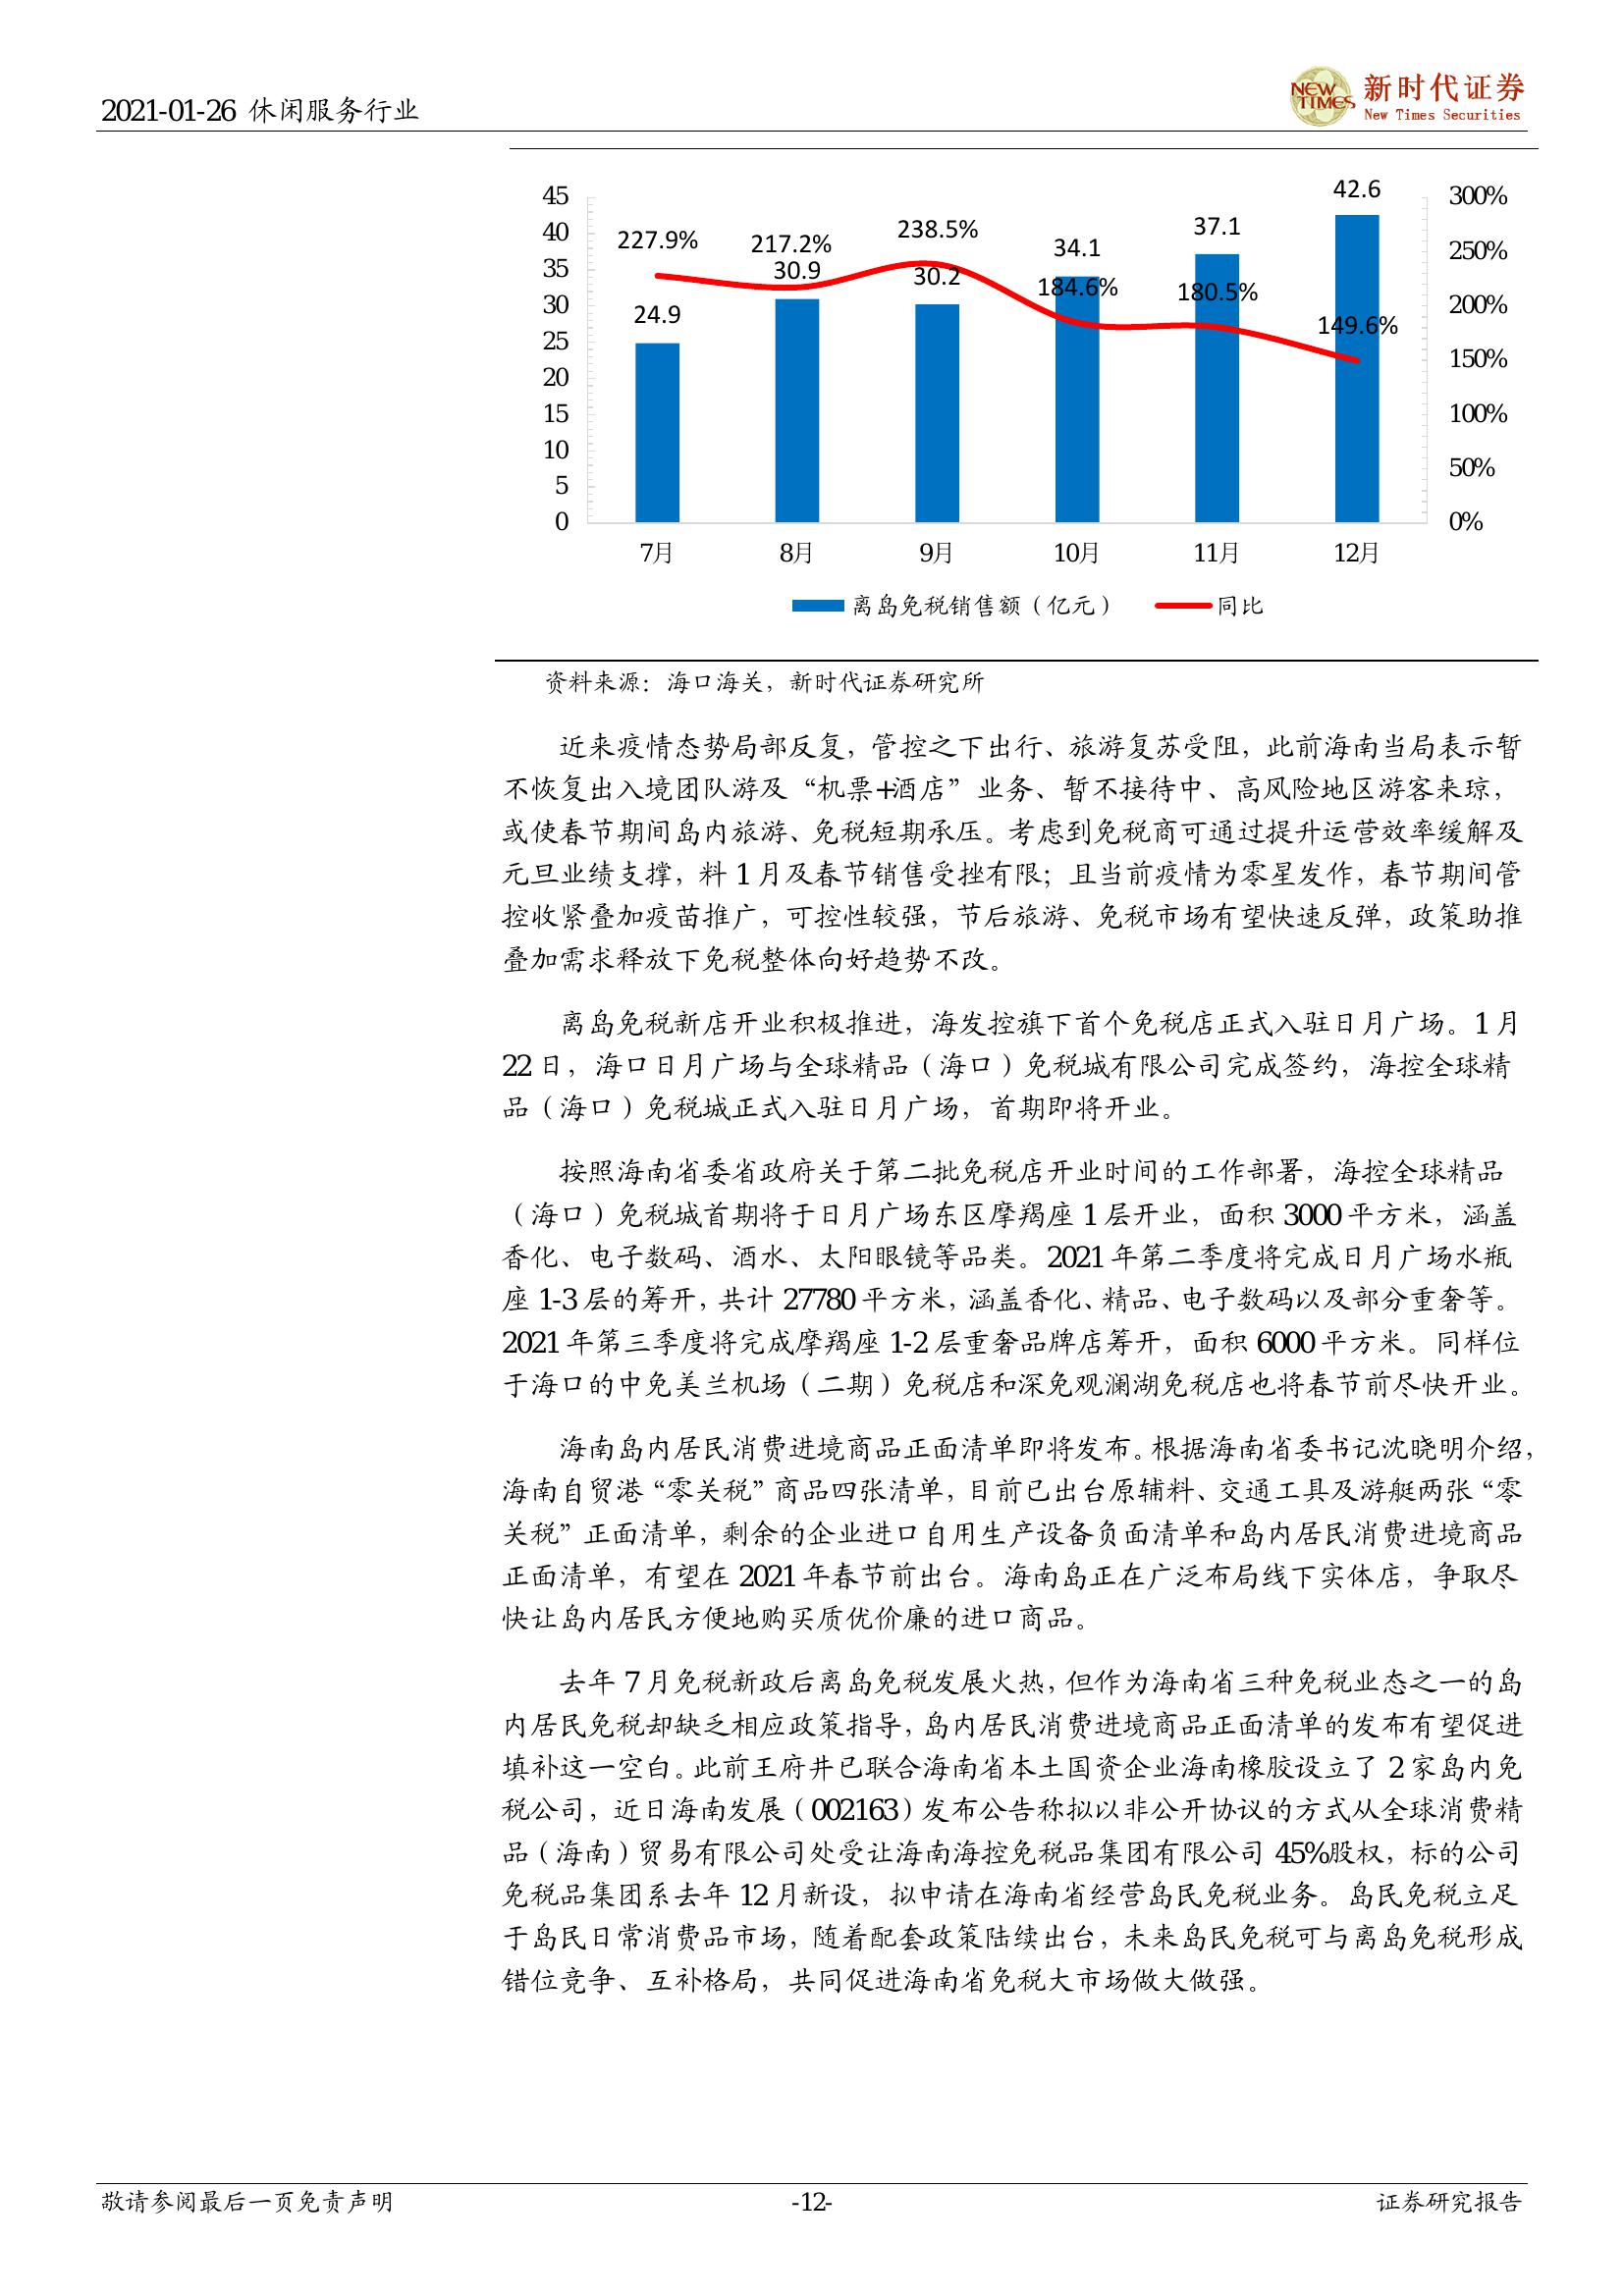 2021-01-26 休闲服务行业
NEW TIMES
新时代证券
New Times Securities
45
40
35
30
25
20
15
10
5
0
300%
250%
200%
150%
100%
50%
0%
227.9%
217.2%
238.5%
184.6%
180.5%
149.6%
24.9
30.9
30.2
34.1
37.1
42.6
7月
8月
9月
10月
11月
12月
离岛免税销售额（亿元）
同比
资料来源：海口海关，新时代证券研究所
近来疫情态势局部反复，管控之下出行、旅游复苏受阻，此前海南当局表示暂
不恢复出入境团队游及“机票+酒店”业务、暂不接待中、高风险地区游客来琼，
或使春节期间岛内旅游、免税短期承压。考虑到免税商可通过提升运营效率缓解及
元旦业绩支撑，料 1 月及春节销售受挫有限；且当前疫情为零星发作，春节期间管
控收紧叠加疫苗推广，可控性较强，节后旅游、免税市场有望快速反弹，政策助推
叠加需求释放下免税整体向好趋势不改。
离岛免税新店开业积极推进，海发控旗下首个免税店正式入驻日月广场。1 月
22 日，海口日月广场与全球精品（海口）免税城有限公司完成签约，海控全球精
品（海口）免税城正式入驻日月广场，首期即将开业。
按照海南省委省政府关于第二批免税店开业时间的工作部署，海控全球精品
（海口）免税城首期将于日月广场东区摩羯座 1 层开业，面积 3000 平方米，涵盖
香化、电子数码、酒水、太阳眼镜等品类。2021 年第二季度将完成日月广场水瓶
座 1-3 层的筹开，共计 27780 平方米，涵盖香化、精品、电子数码以及部分重奢等。
2021 年第三季度将完成摩羯座 1-2 层重奢品牌店筹开，面积 6000 平方米。同样位
于海口的中免美兰机场（二期）免税店和深免观澜湖免税店也将春节前尽快开业。
海南岛内居民消费进境商品正面清单即将发布。根据海南省委书记沈晓明介绍，
海南自贸港“零关税”商品四张清单，目前已出台原辅料、交通工具及游艇两张“零
关税”正面清单，剩余的企业进口自用生产设备负面清单和岛内居民消费进境商品
正面清单，有望在 2021 年春节前出台。海南岛正在广泛布局线下实体店，争取尽
快让岛内居民方便地购买质优价廉的进口商品。
去年 7 月免税新政后离岛免税发展火热，但作为海南省三种免税业态之一的岛
内居民免税却缺乏相应政策指导，岛内居民消费进境商品正面清单的发布有望促进
填补这一空白。此前王府井已联合海南省本土国资企业海南橡胶设立了 2 家岛内免
税公司，近日海南发展（002163）发布公告称拟以非公开协议的方式从全球消费精
品（海南）贸易有限公司处受让海南海控免税品集团有限公司 45%股权，标的公司
免税品集团系去年 12 月新设，拟申请在海南省经营岛民免税业务。岛民免税立足
于岛民日常消费品市场，随着配套政策陆续出台，未来岛民免税可与离岛免税形成
错位竞争、互补格局，共同促进海南省免税大市场做大做强。
敬请参阅最后一页免责声明
-12-
证券研究报告